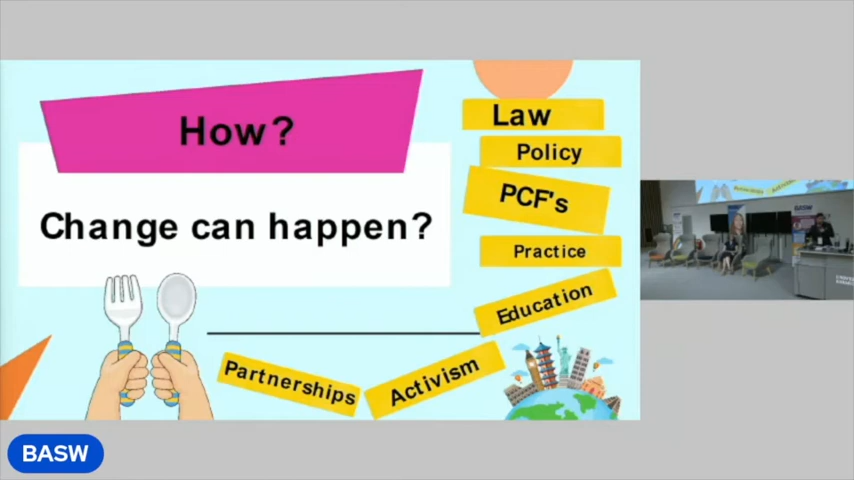 How?
Change can happen?
Law
Policy
PCF's
Practice
Education
Activism
Partnerships
BASW